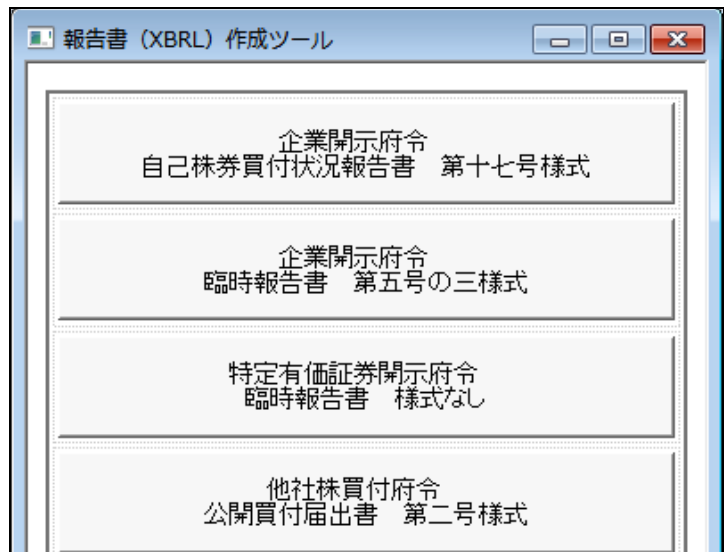 報告書（XBRL）作成ツール
企業開示府令
自己株券買付状況報告書　第十七号様式
企業開示府令
臨時報告書　第五号の三様式
特定有価証券開示府令
臨時報告書　様式なし
他社株買付府令
公開買付届出書　第二号様式